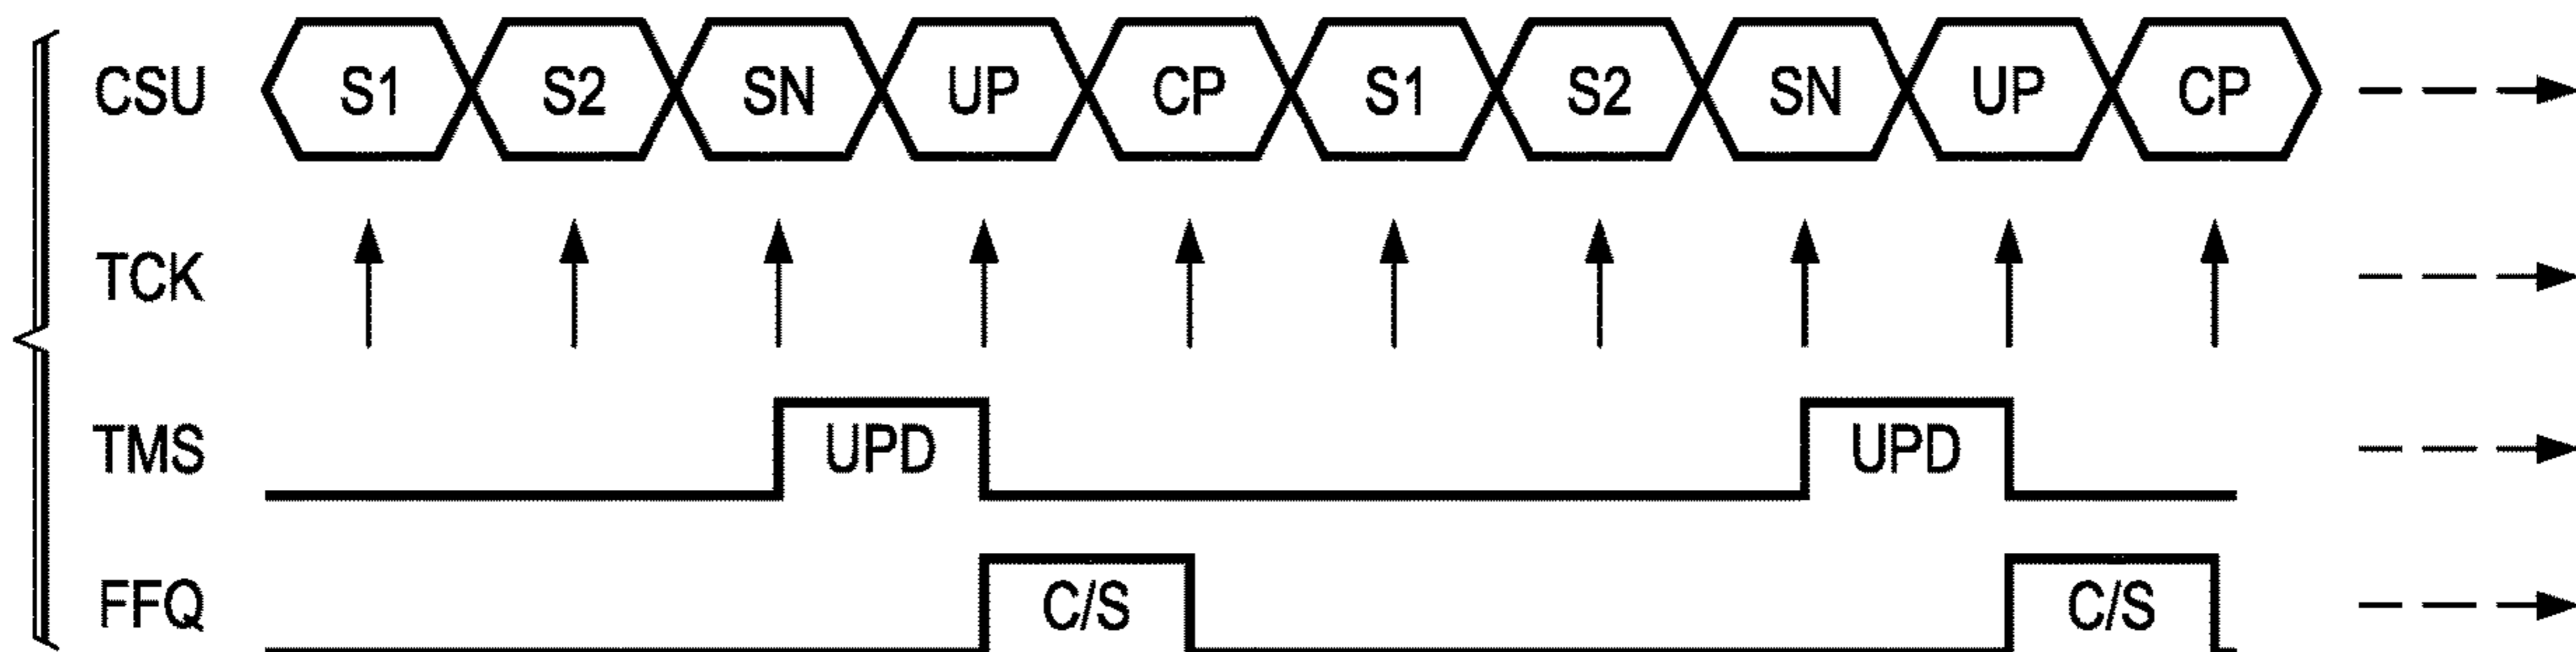 CSU S1 S2 SN UP CP S1 S2 SN UP CP
TCK
TMS UPD UPD
FFQ C/S C/S